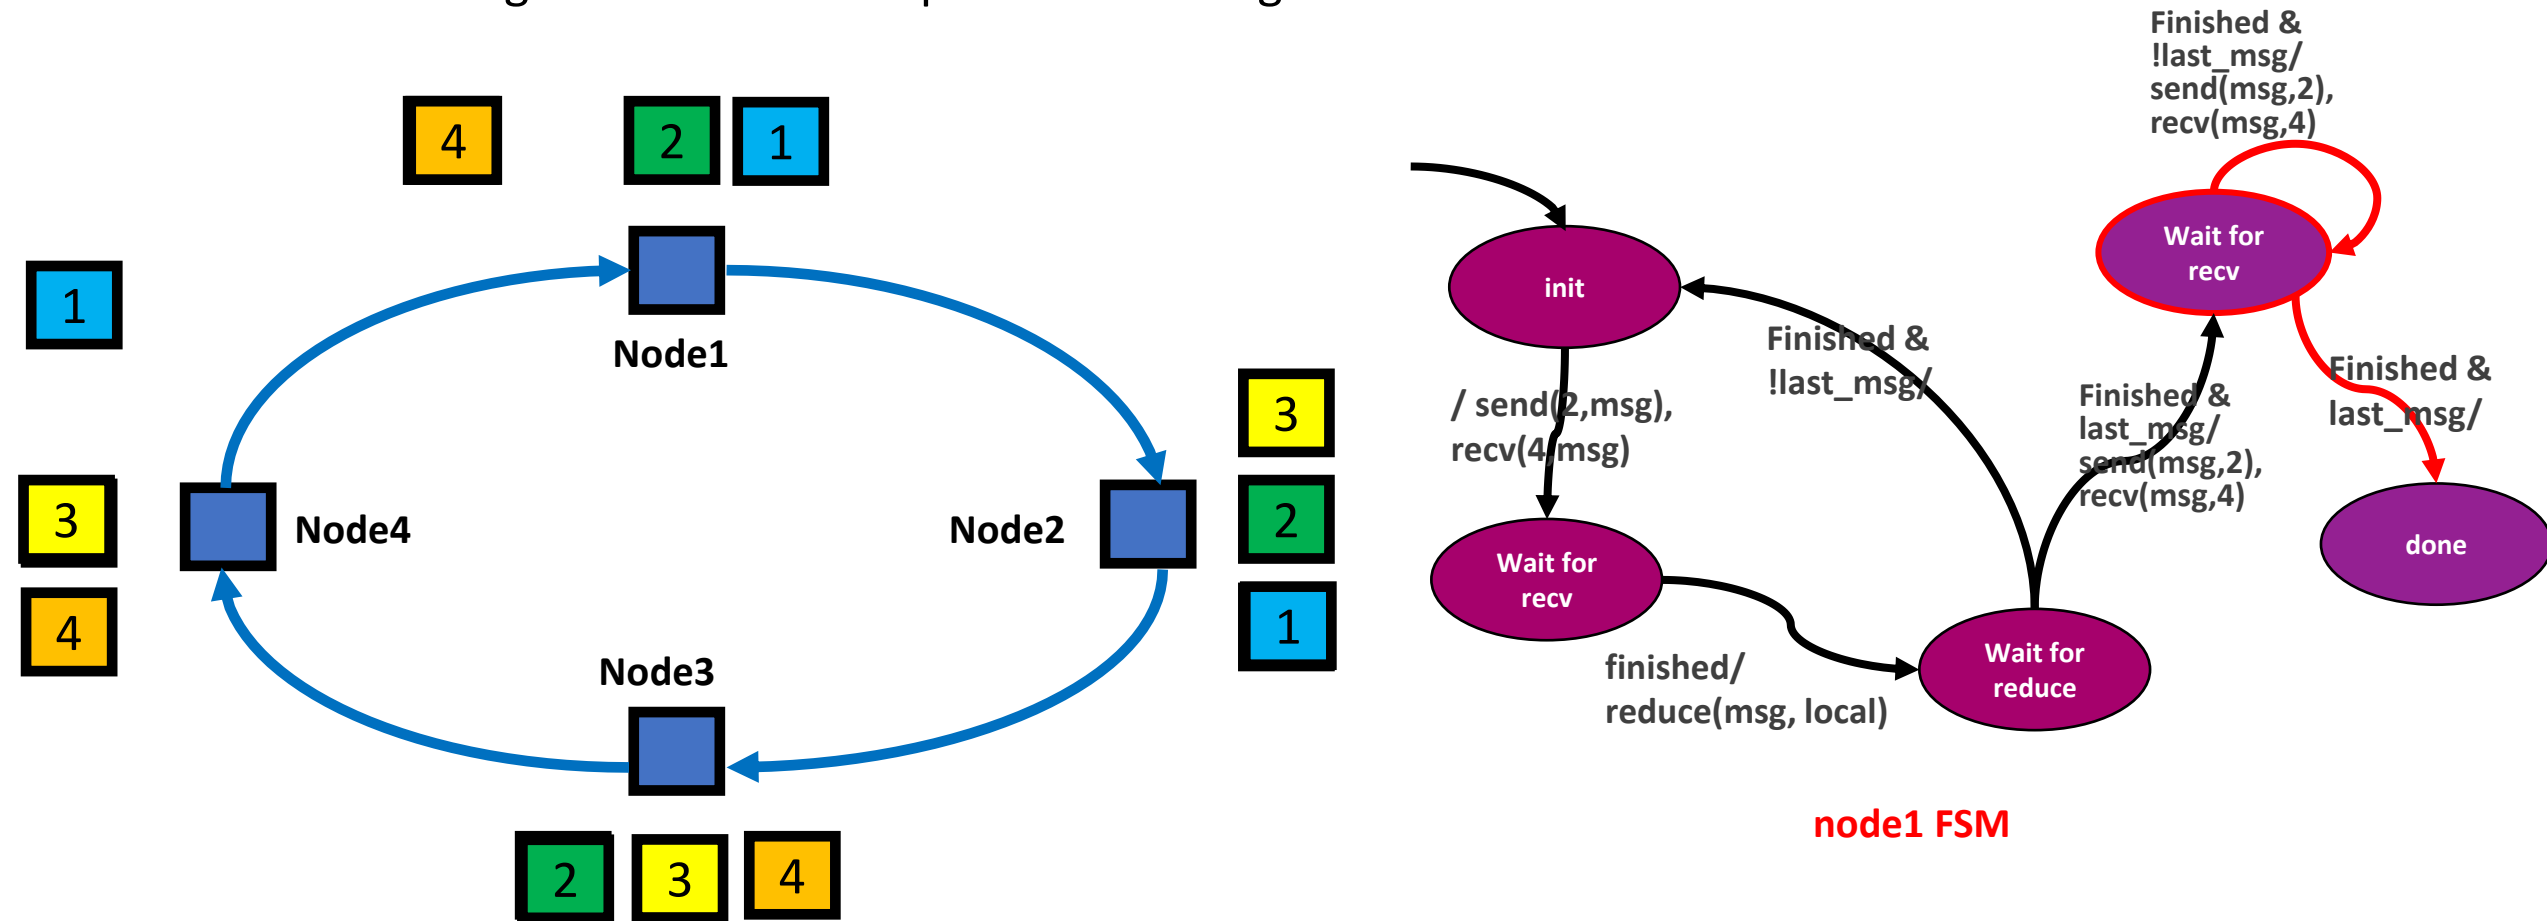 4
2
1
Node1
1
3
4
Node4
Node2
3
2
1
Node3
2
3
4
Finished &
!last_msg/
send(msg,2),
recv(msg,4)
init
Wait for
recv
Finished &
!last_msg/
/ send(2,msg),
recv(4,msg)
Finished &
last_msg/
send(msg,2),
recv(msg,4)
Finished &
last_msg/
done
Wait for
recv
finished/
reduce(msg, local)
Wait for
reduce
node1 FSM